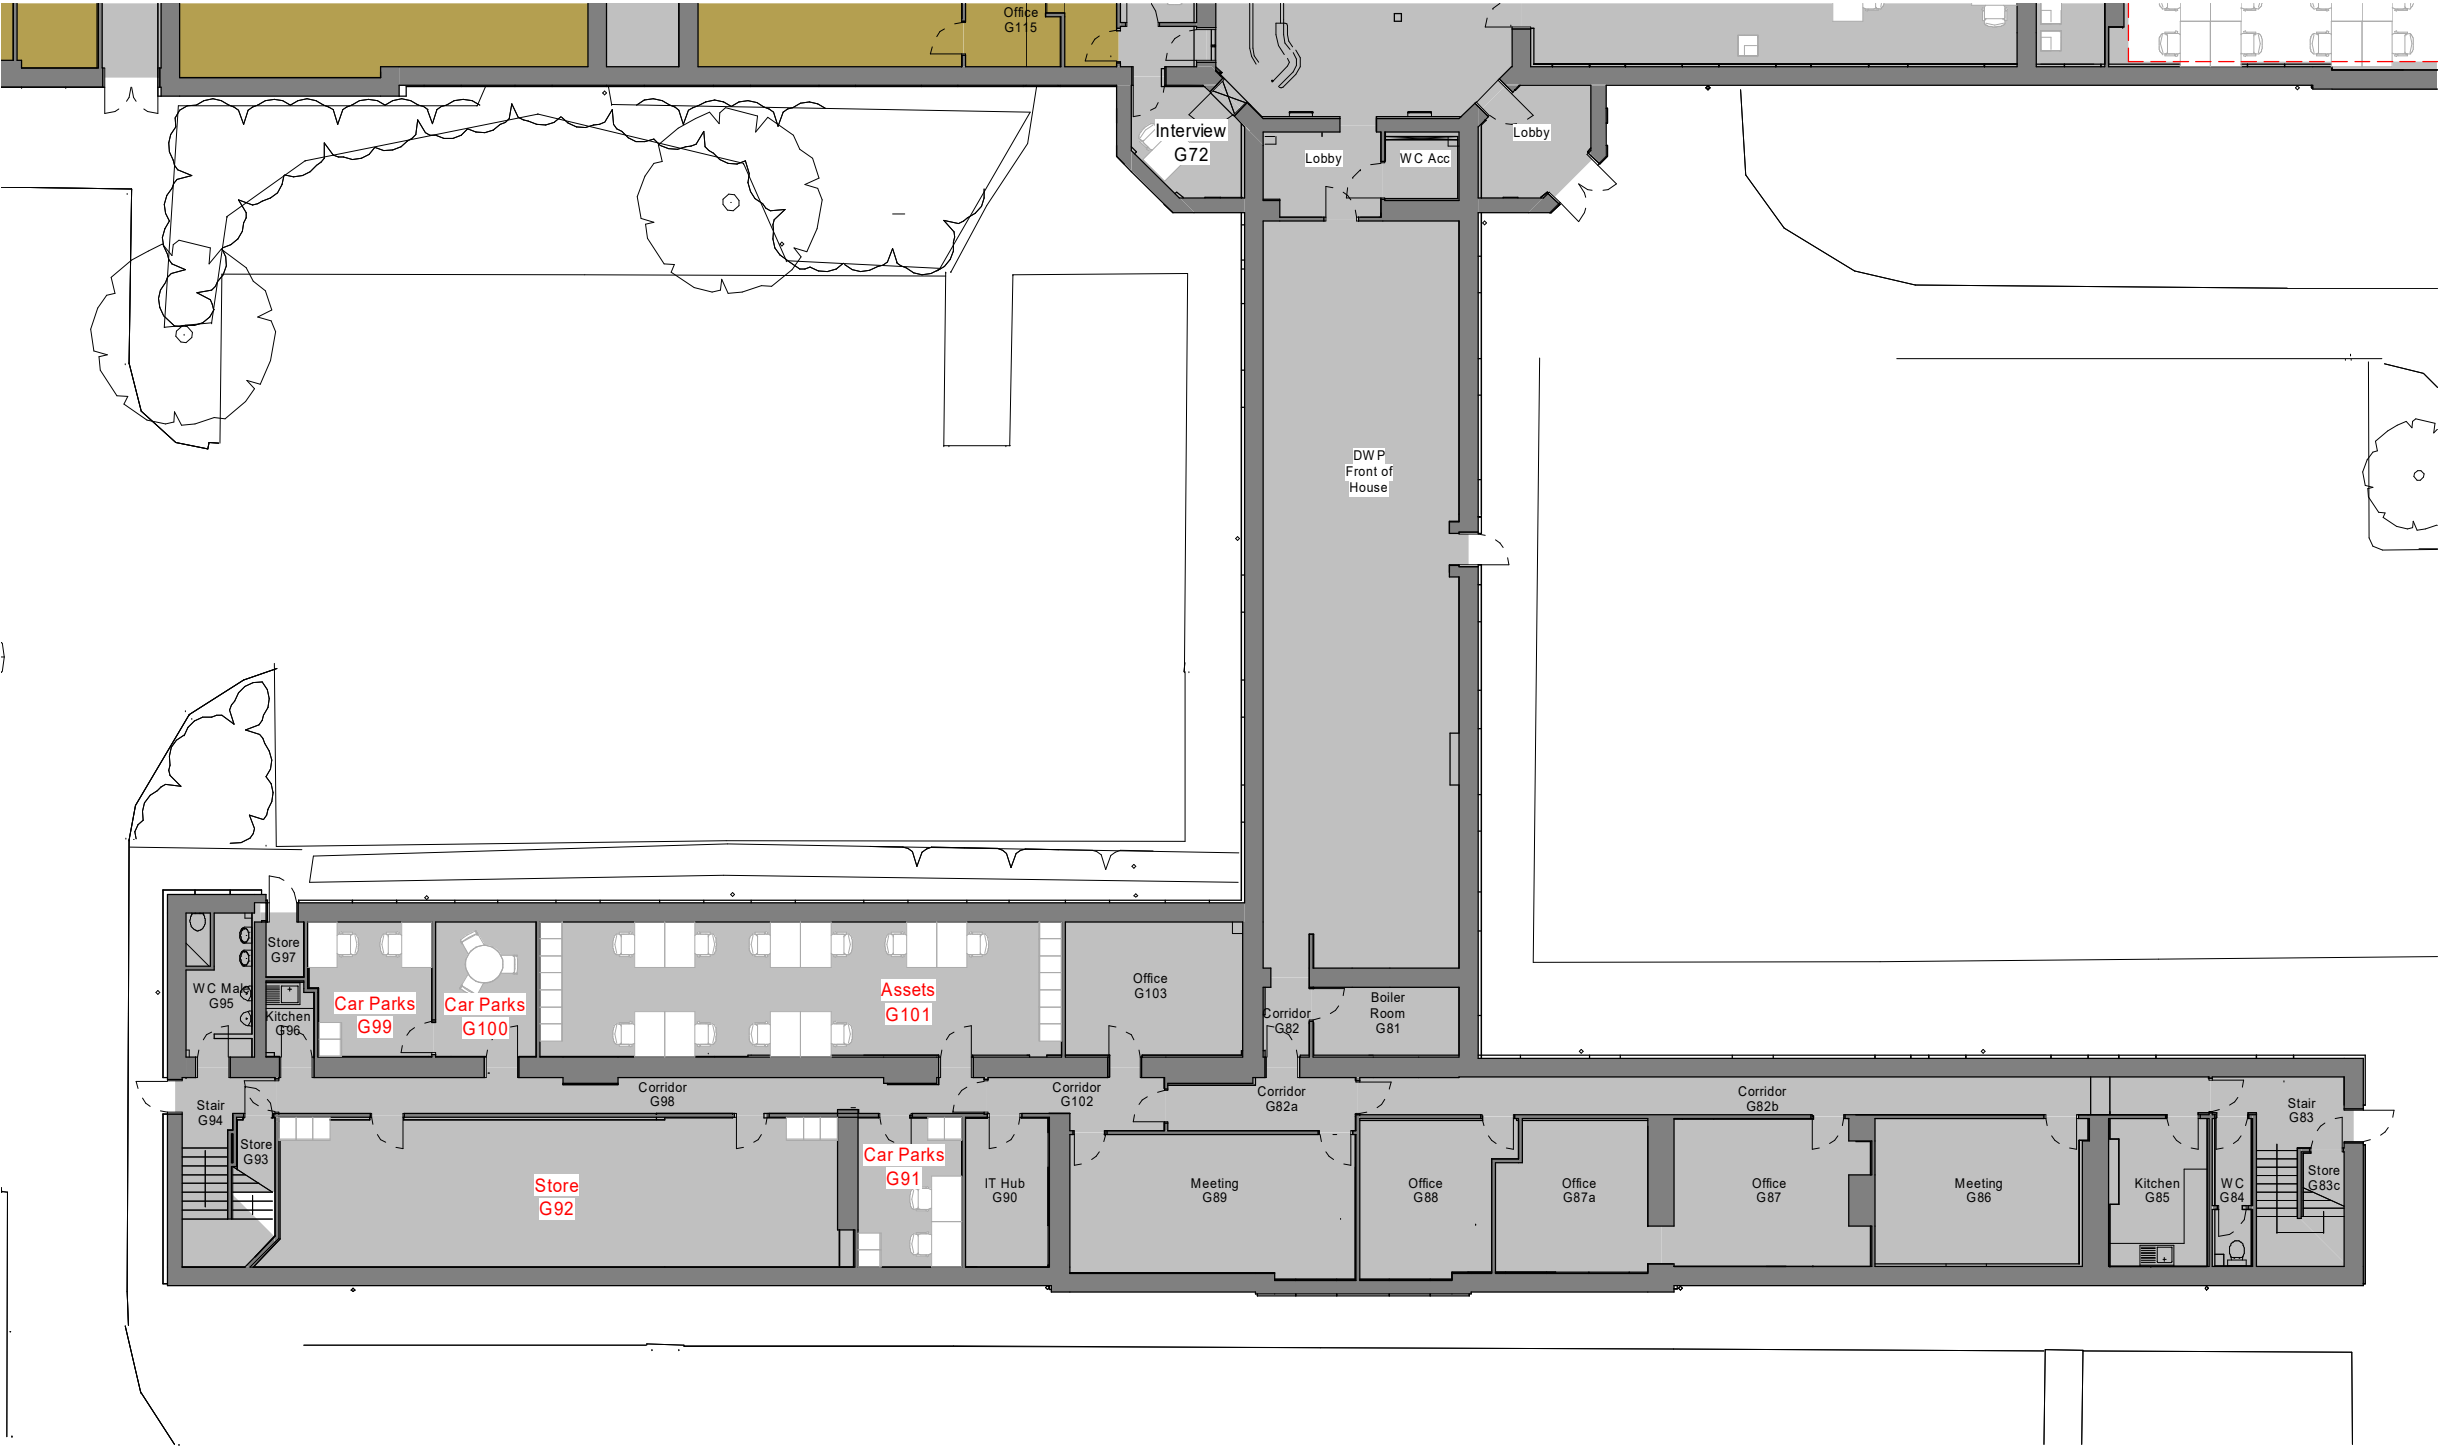 Office
G115
Interview
G72
Lobby
WC Acc
Lobby
DWP
Front of
House
Store
G97
WC Male
G95
Kitchen
G96
Car Parks
G99
Car Parks
G100
Assets
G101
Office
G103
Corridor
G82
Boiler
Room
G81
Stair
G94
Corridor
G98
Corridor
G102
Corridor
G82a
Corridor
G82b
Stair
G83
Store
G93
Store
G92
Car Parks
G91
IT Hub
G90
Meeting
G89
Office
G88
Office
G87a
Office
G87
Meeting
G86
Kitchen
G85
WC
G84
Store
G83c